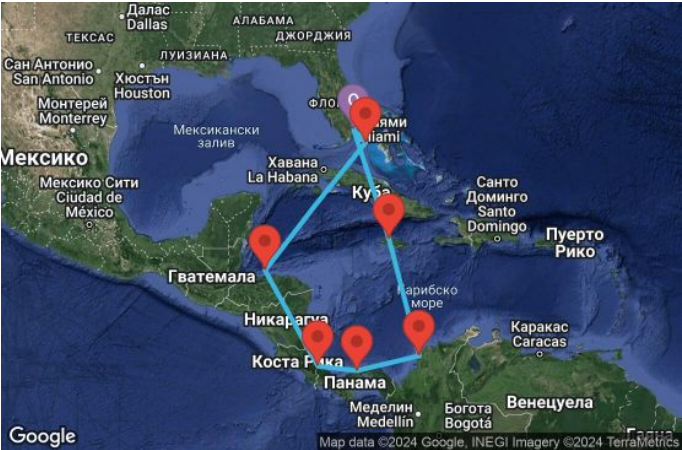 Далас
Dallas
АЛАБАМА
ТЕКСАС
ДЖОРДЖИЯ
ЛУИЗИАНА
Сан Антонио
San Antonio
Хюстън
Houston
ФЛО
Монтерей
Monterrey
Мексикански
залив
ями
iami
Мексико
Хавана
La Habana
Мексико Сити
Ciudad de
México
Куба
Санто
Доминго
Santo
Domingo
Пуерто
Рико
Гватемала
Карибско
море
Никарагуа
Каракас
Caracas
Коста Рика
Панама
Меделин
Medellín
Богота
Bogotá
Венецуела
Google
Map data ©2024 Google, INEGI Imagery ©2024 TerraMetrics